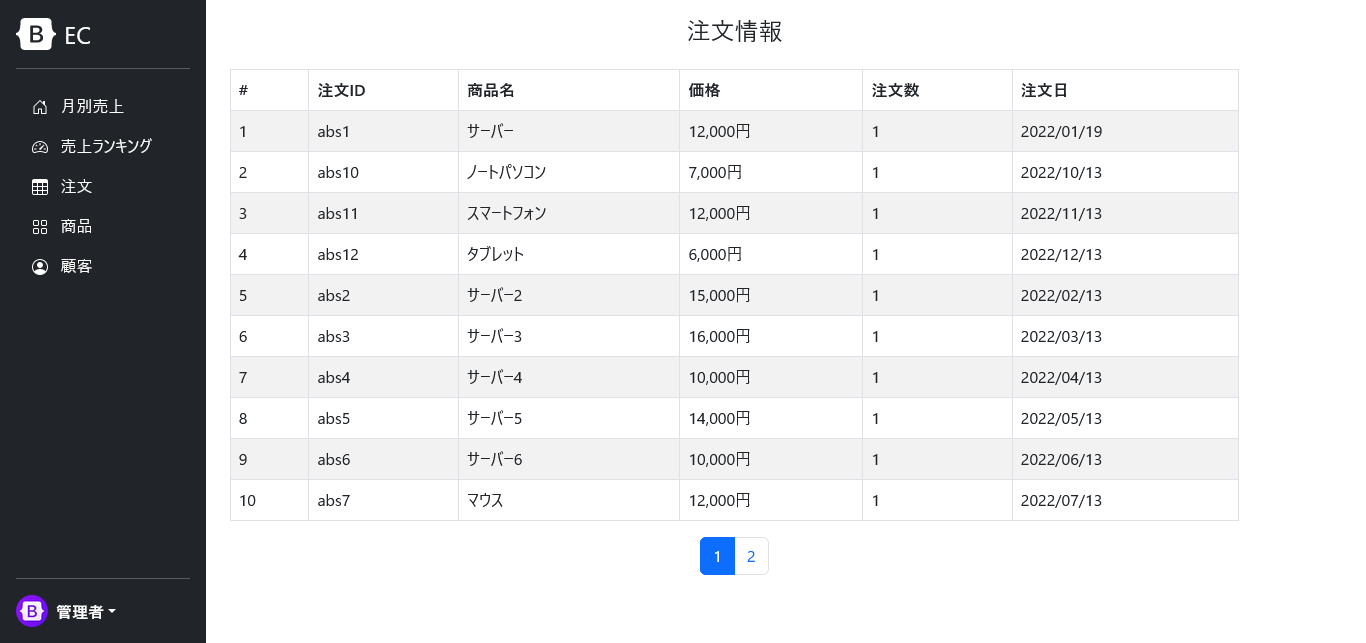 B EC
月別売上
売上ランキング
注文
商品
顧客
B 管理者
注文情報
# 注文ID 商品名 価格 注文数 注文日
1 abs1 サーバー 12,000円 1 2022/01/19
2 abs10 ノートパソコン 7,000円 1 2022/10/13
3 abs11 スマートフォン 12,000円 1 2022/11/13
4 abs12 タブレット 6,000円 1 2022/12/13
5 abs2 サーバー2 15,000円 1 2022/02/13
6 abs3 サーバー3 16,000円 1 2022/03/13
7 abs4 サーバー4 10,000円 1 2022/04/13
8 abs5 サーバー5 14,000円 1 2022/05/13
9 abs6 サーバー6 10,000円 1 2022/06/13
10 abs7 マウス 12,000円 1 2022/07/13
1 2